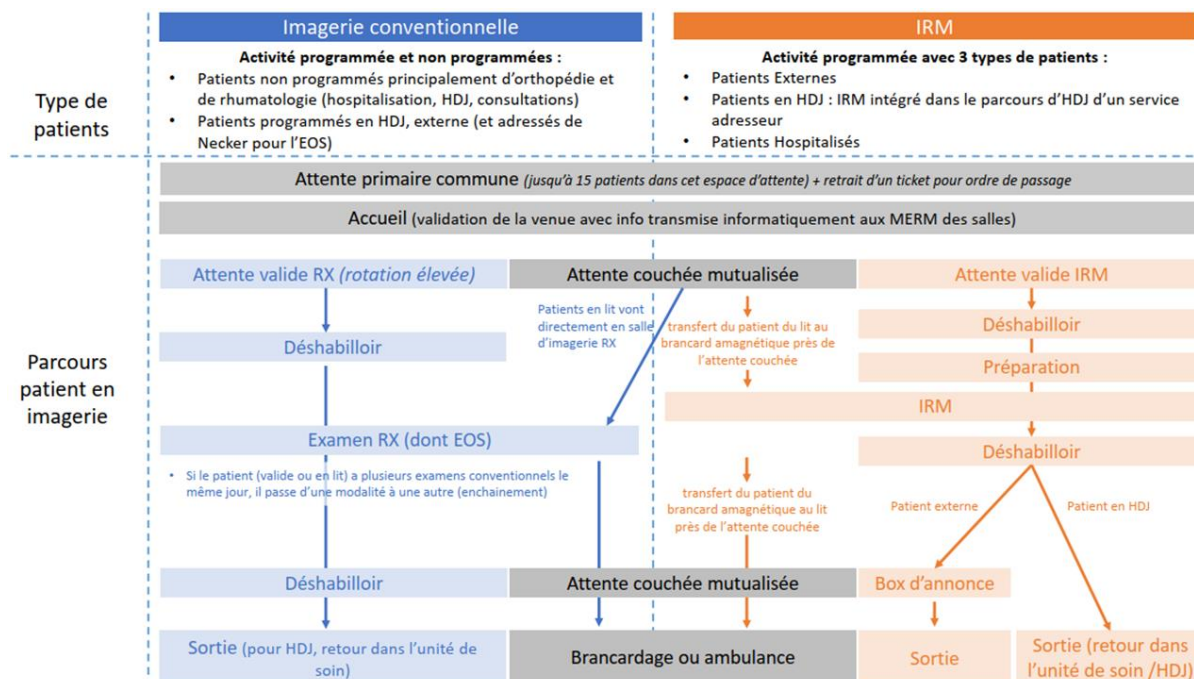 Imagerie conventionnelle
IRM
Type de
patients
Activité programmée et non programmées :
• Patients non programmés principalement d'orthopédie et
de rhumatologie (hospitalisation, HDJ, consultations)
• Patients programmés en HDJ, externe (et adressés de
Necker pour l'EOS)
Activité programmée avec 3 types de patients :
• Patients Externes
• Patients en HDJ : IRM intégré dans le parcours d'HDJ d'un service
adresseur
• Patients Hospitalisés
Parcours
patient en
imagerie
Attente primaire commune (jusqu'à 15 patients dans cet espace d'attente) + retrait d'un ticket pour ordre de passage
Accueil (validation de la venue avec info transmise informatiquement aux MERM des salles)
Attente valide RX (rotation élevée)
Attente couchée mutualisée
Attente valide IRM
Patients en lit vont
directement en salle
d'imagerie RX
transfert du patient du lit au
brancard amagnétique près de
l'attente couchée
Déshabilloir
Déshabilloir
Préparation
IRM
Examen RX (dont EOS)
Déshabilloir
• Si le patient (valide ou en lit) a plusieurs examens conventionnels le
même jour, il passe d'une modalité à une autre (enchainement)
transfert du patient du
brancard amagnétique au lit
près de l'attente couchée
Patient externe
Patient en HDJ
Déshabilloir
Attente couchée mutualisée
Box d'annonce
Sortie (pour HDJ, retour dans l'unité de
soin)
Brancardage ou ambulance
Sortie
Sortie (retour dans
l'unité de soin /HDJ)